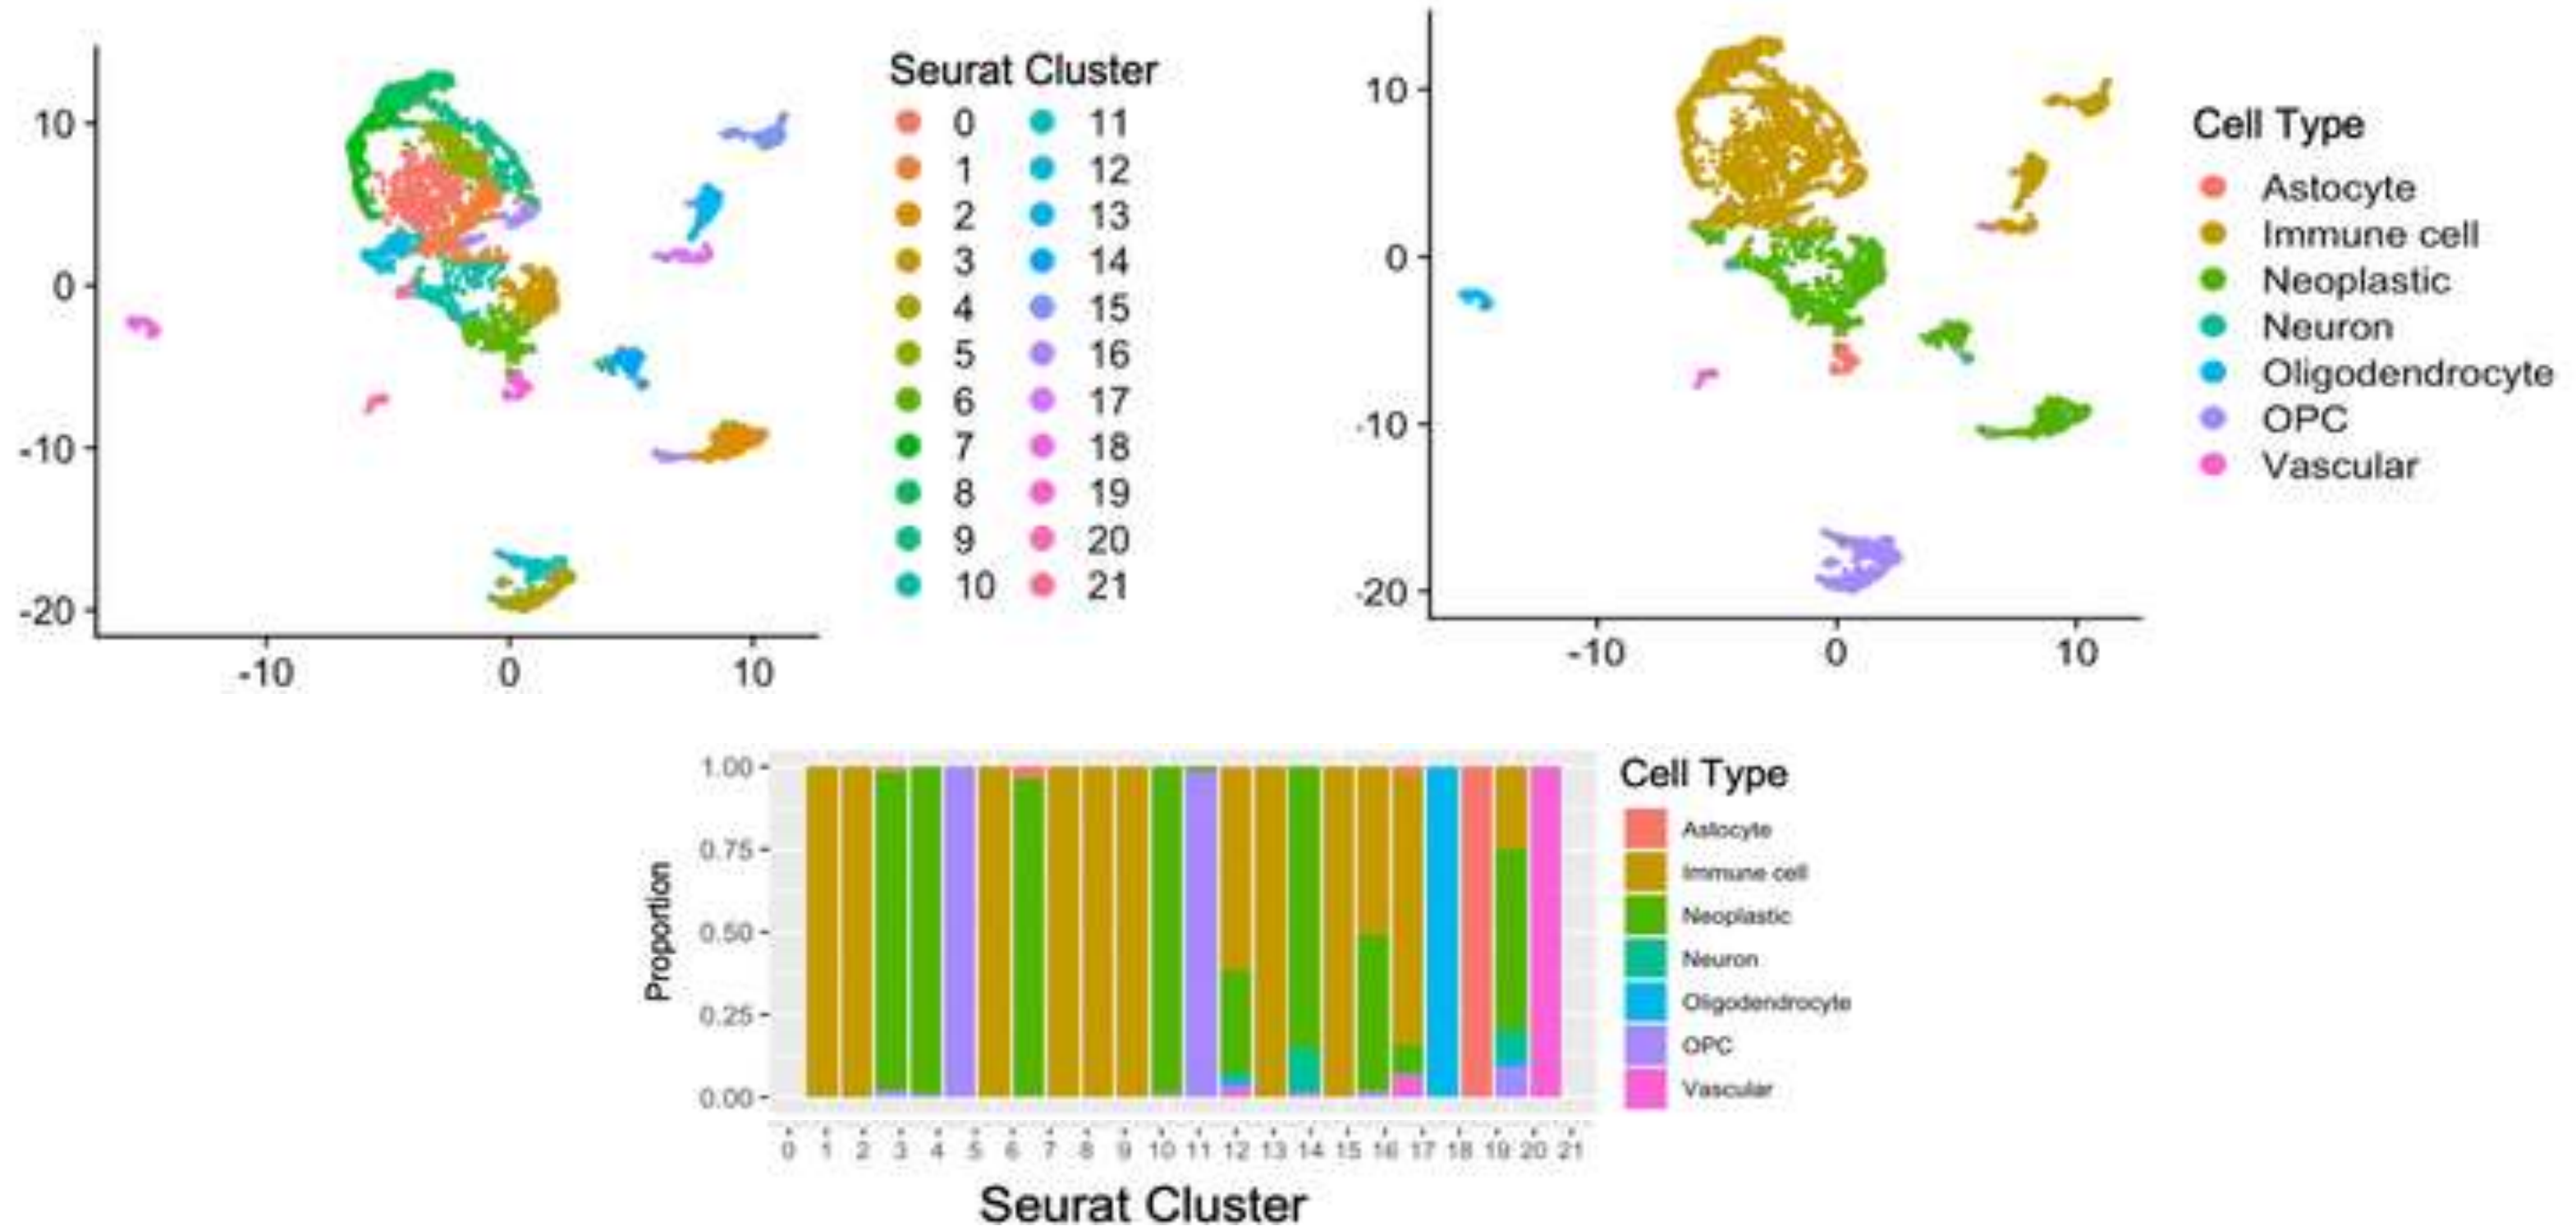 10
0
-10
-20
-10 0 10
Seurat Cluster
0 11
1 12
2 13
3 14
4 15
5 16
6 17
7 18
8 19
9 20
10 21
10
0
-10
-20
-10 0 10
Cell Type
Astocyte
Immune cell
Neoplastic
Neuron
Oligodendrocyte
OPC
Vascular
Proportion
1.00
0.75
0.50
0.25
0.00
0 1 2 3 4 5 6 7 8 9 10 11 12 13 14 15 16 17 18 19 20 21
Seurat Cluster
Cell Type
Astocyte
Immune cell
Neoplastic
Neuron
Oligodendrocyte
OPC
Vascular